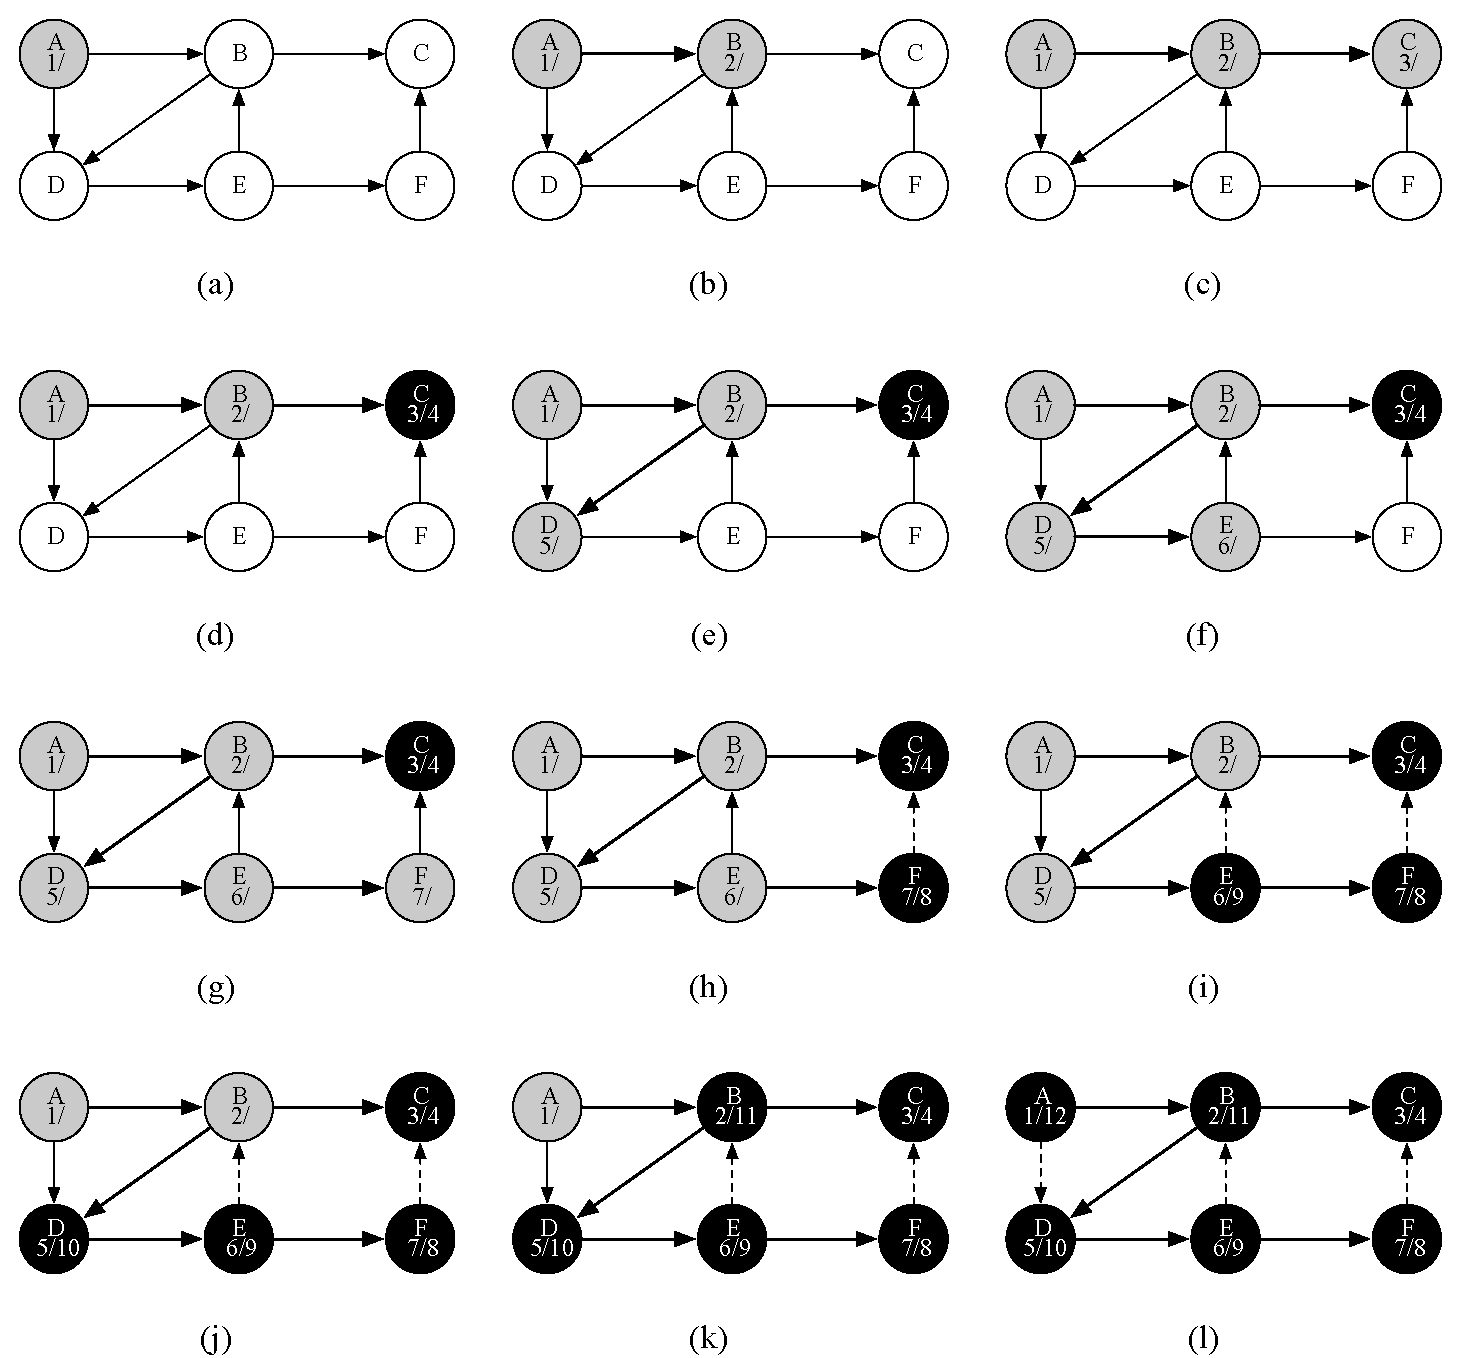 A B C
1/
D E F
(a)
A B C
1/ 2/
D E F
(b)
A B C
1/ 2/ 3/
D E F
(c)
A B C
1/ 2/ 3/4
D E F
(d)
A B C
1/ 2/ 3/4
D E F
5/
(e)
A B C
1/ 2/ 3/4
D E F
5/ 6/
(f)
A B C
1/ 2/ 3/4
D E F
5/ 6/ 7/
(g)
A B C
1/ 2/ 3/4
D E F
5/ 6/ 7/8
(h)
A B C
1/ 2/ 3/4
D E F
5/ 6/9 7/8
(i)
A B C
1/ 2/ 3/4
D E F
5/10 6/9 7/8
(j)
A B C
1/ 2/11 3/4
D E F
5/10 6/9 7/8
(k)
A B C
1/12 2/11 3/4
D E F
5/10 6/9 7/8
(l)